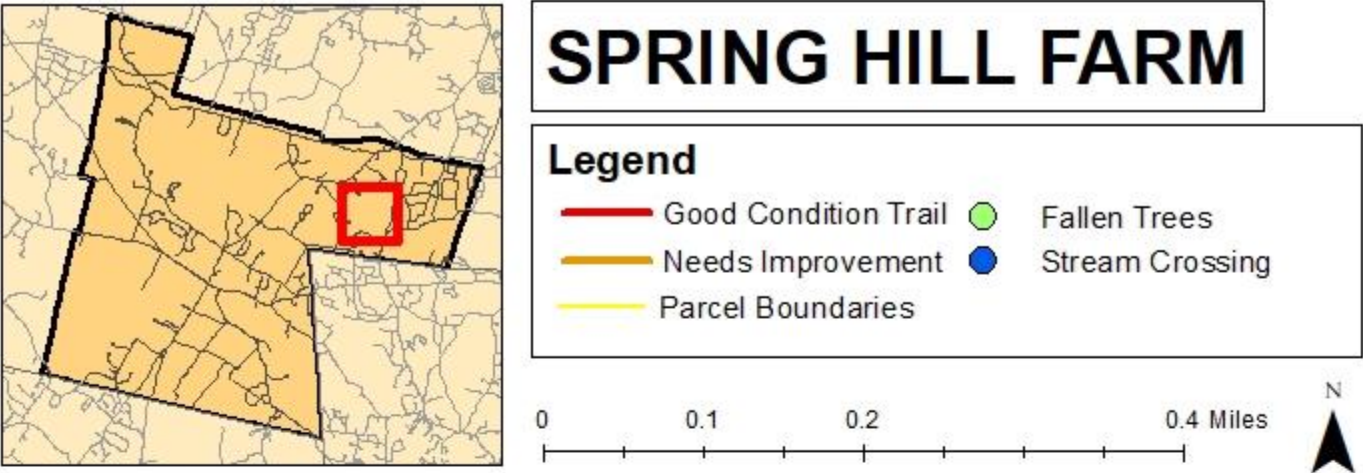 SPRING HILL FARM
Legend
Good Condition Trail
Fallen Trees
Needs Improvement
Stream Crossing
Parcel Boundaries
N
0 0.1 0.2 0.4 Miles